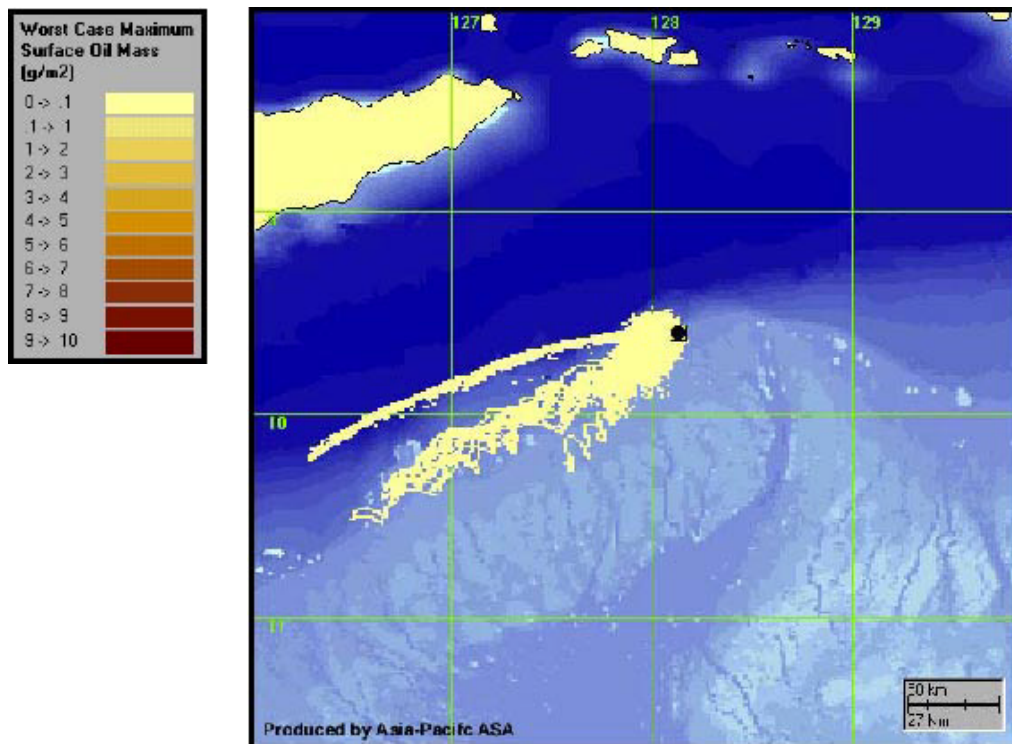 Worst Case Maximum
Surface Oil Mass
(g/m2)
0 -> .1
.1 -> 1
1 -> 2
2 -> 3
3 -> 4
4 -> 5
5 -> 6
6 -> 7
7 -> 8
8 -> 9
9 -> 10
127 128 129
10
11
50 km
27 NM
Produced by Asia-Pacifc ASA